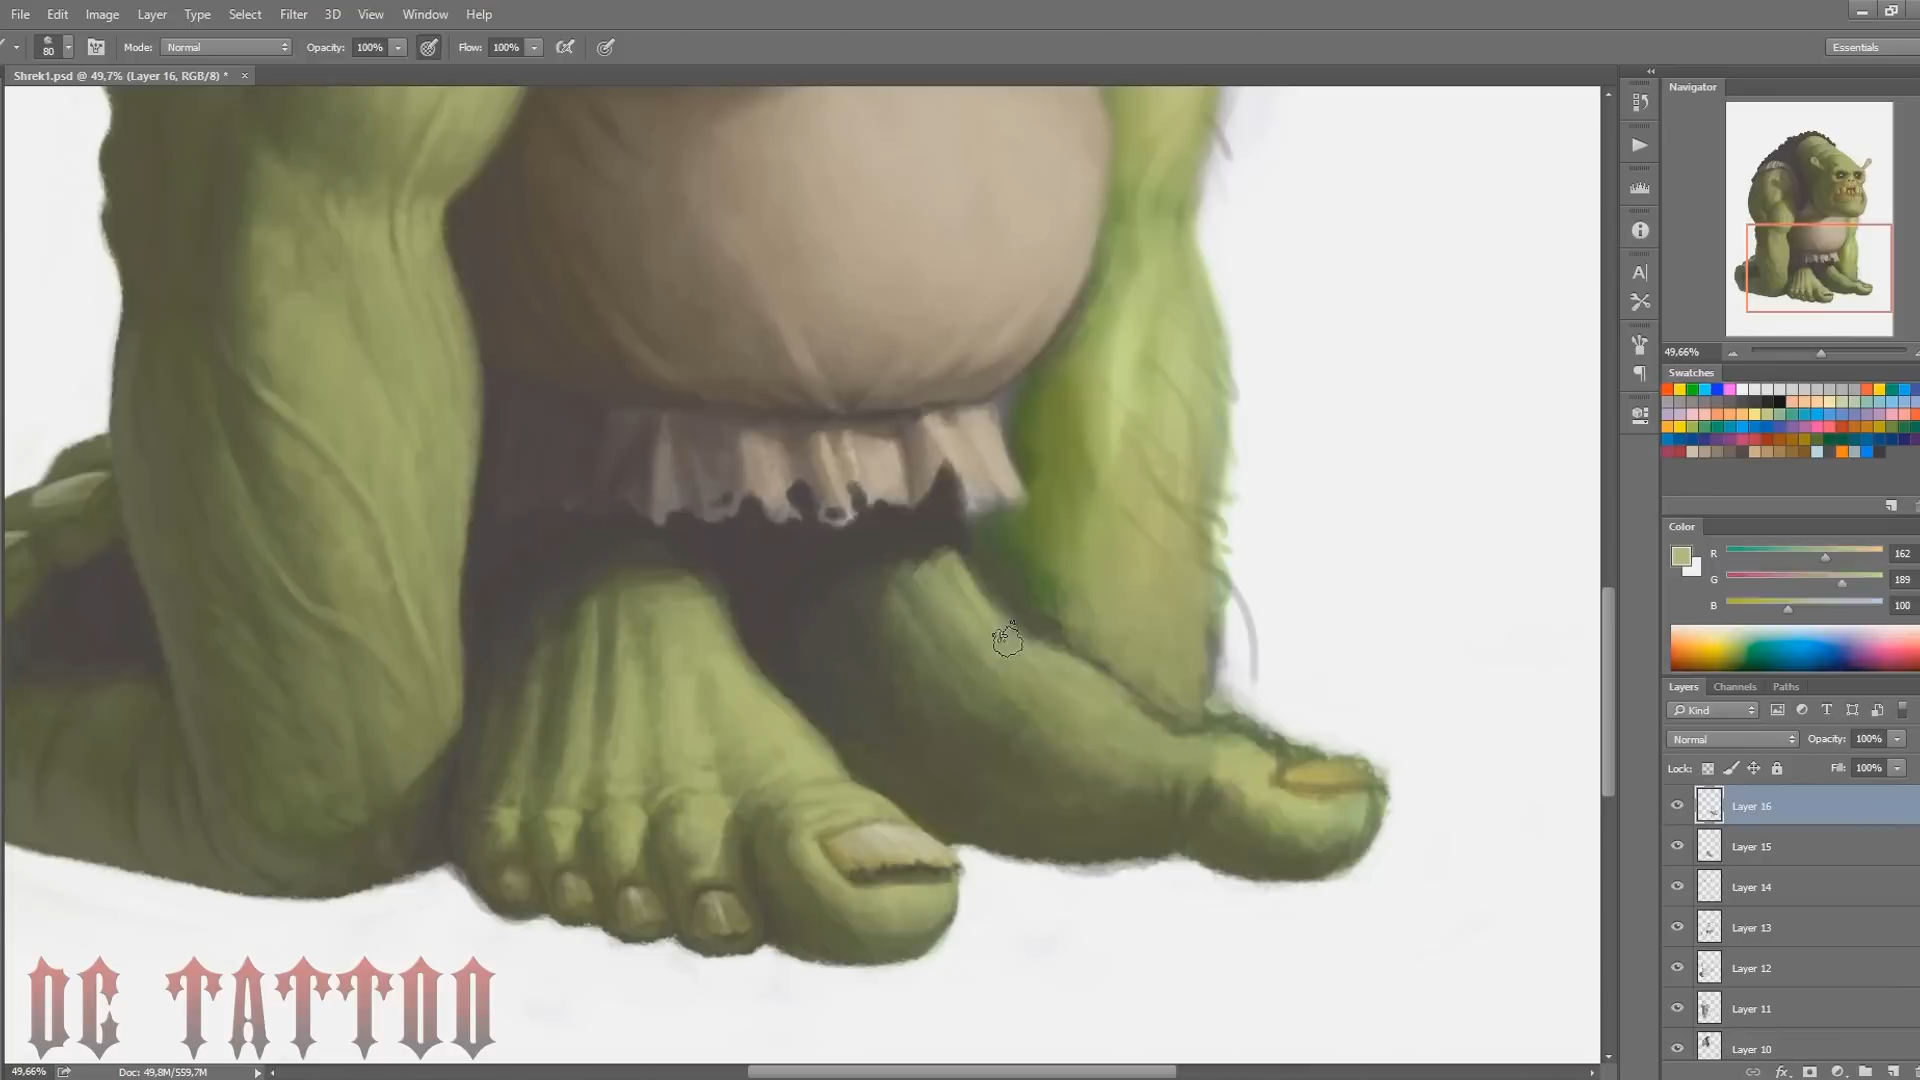 File Edit Image Layer Type Select Filter 3D View Window Help
80 Mode: Normal Opacity: 100% Flow: 100% Essentials
Shrek1.psd @ 49,7% (Layer 16, RGB/8) * ×
Navigator
49,66%
Swatches
Color
R 162
G 189
B 100
Layers Channels Paths
Kind
Normal Opacity: 100%
Lock: Fill: 100%
Layer 16
Layer 15
Layer 14
Layer 13
Layer 12
Layer 11
Layer 10
DC TATTOO
49,66% Doc: 49,8M/559,7M